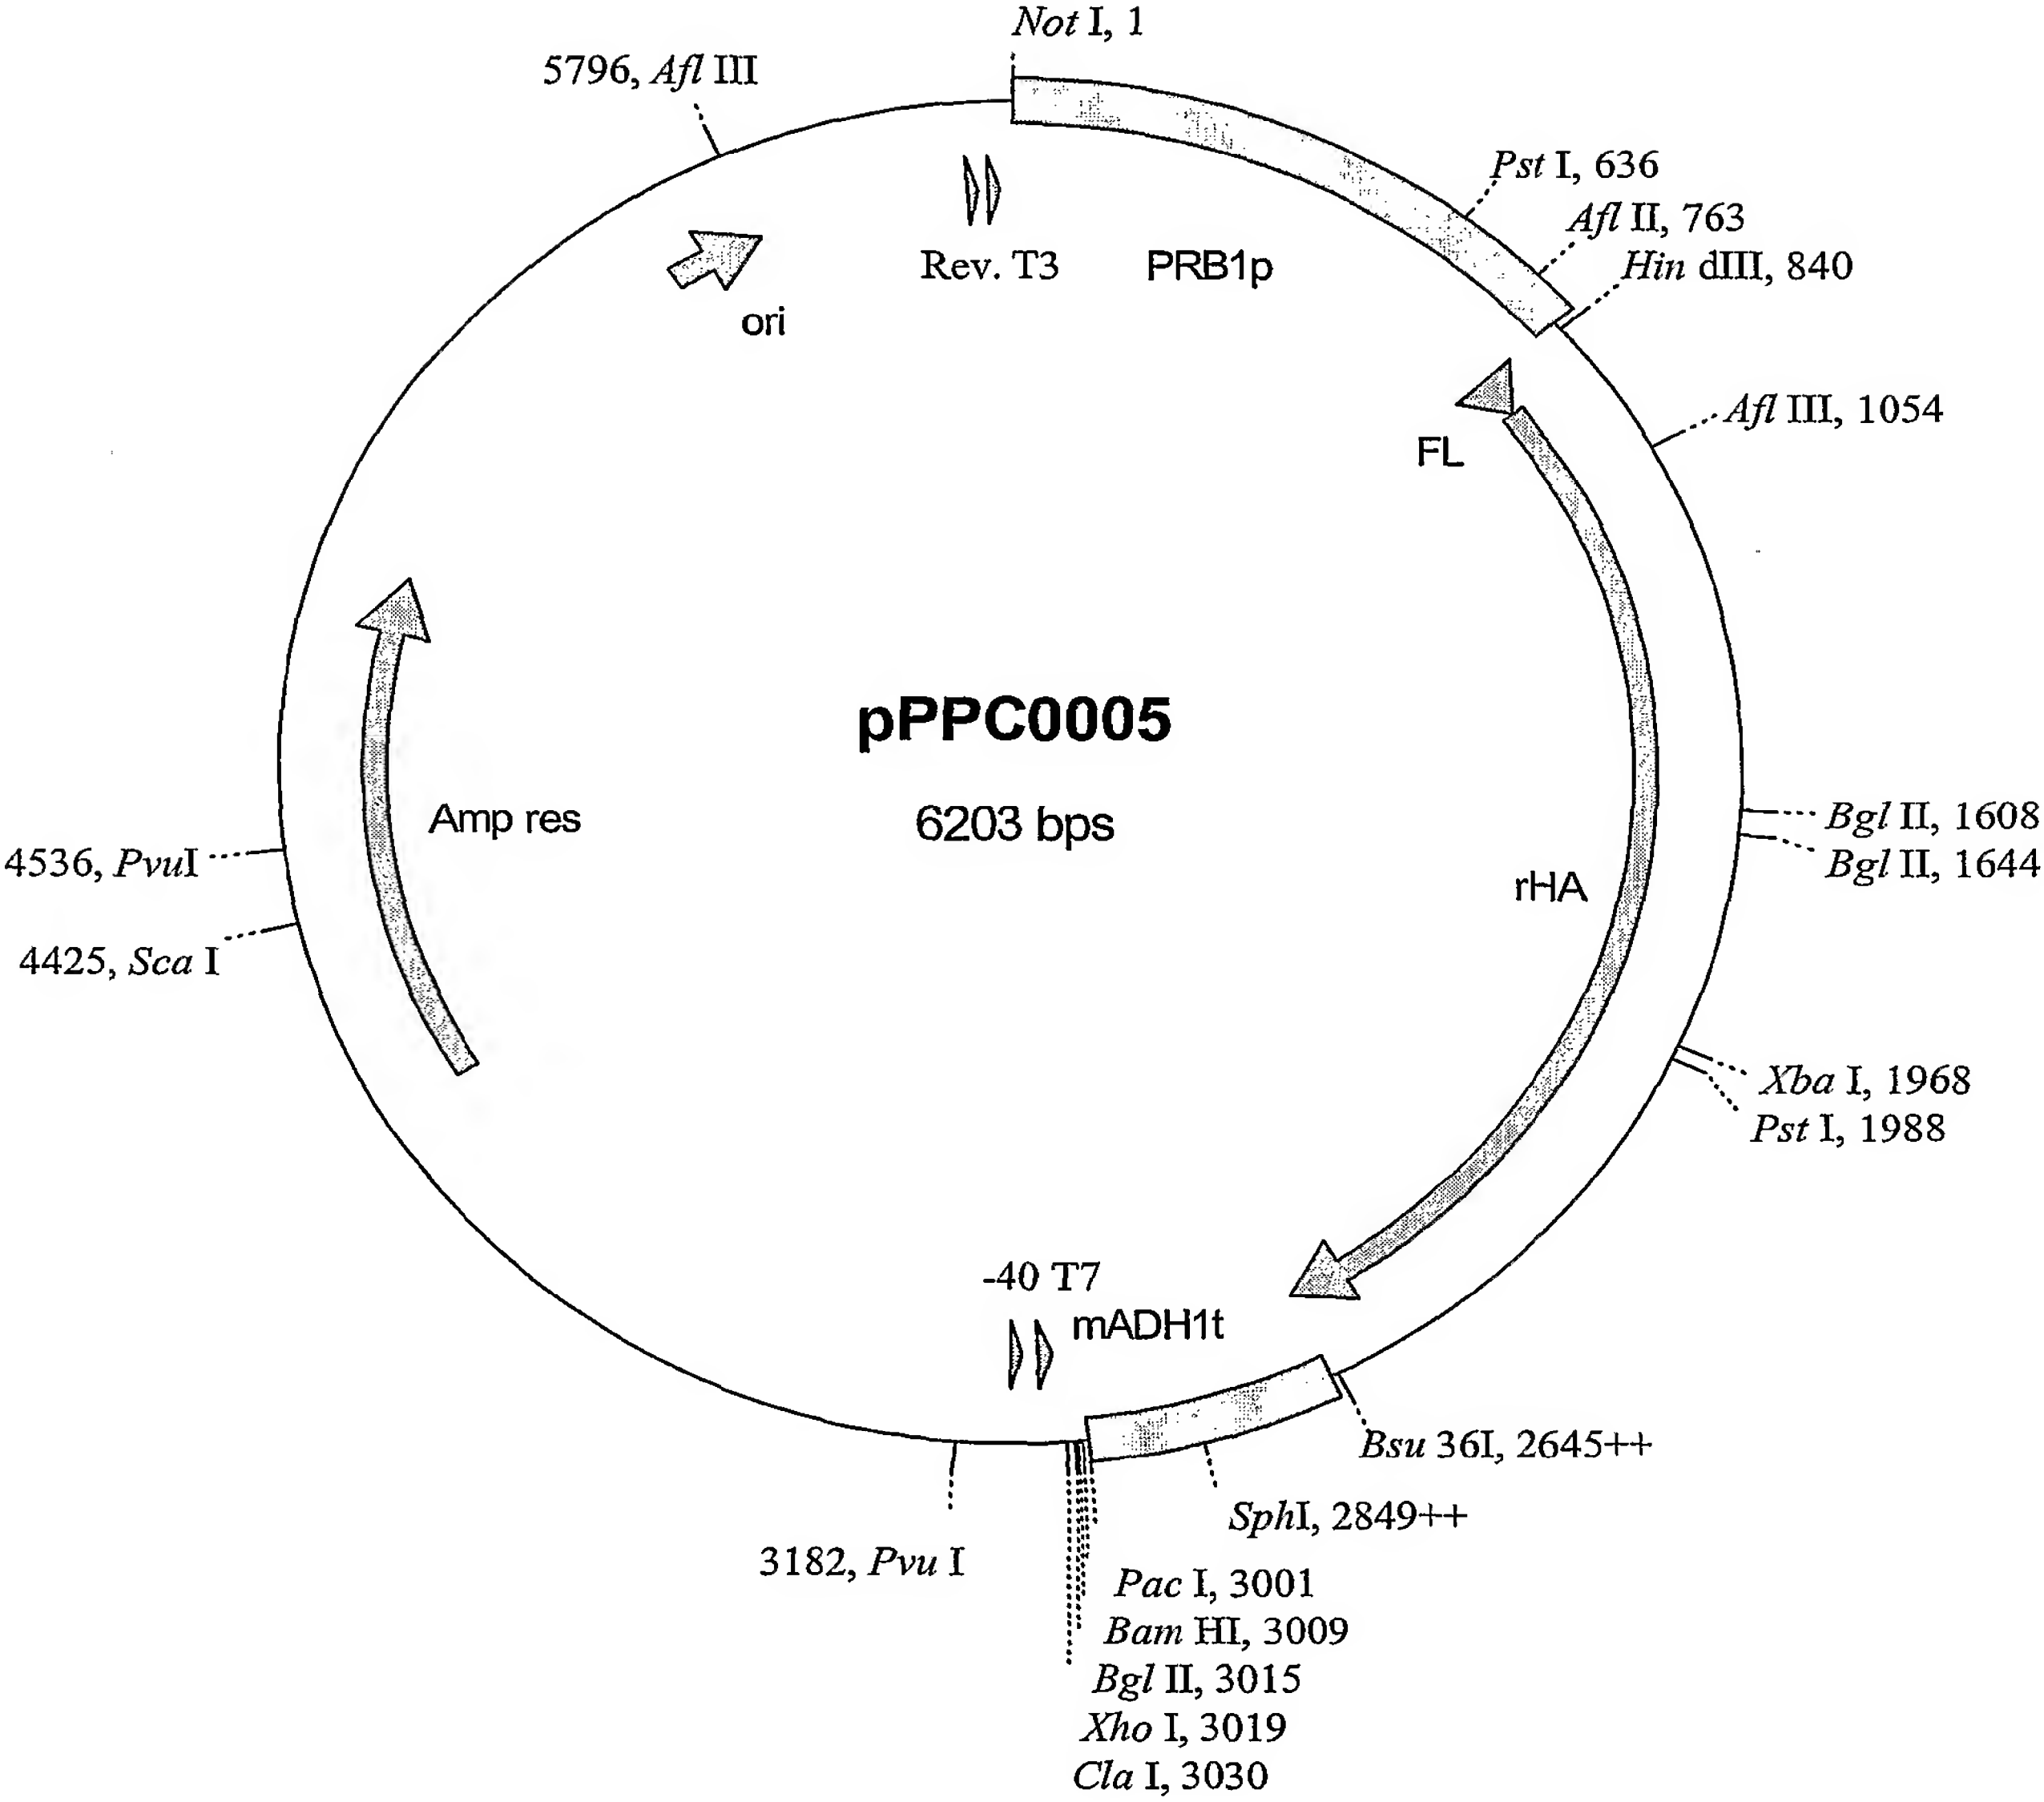 Not I, 1
5796, Afl III
Pst I, 636
Afl II, 763
Hin dIII, 840
Rev. T3
PRB1p
ori
Afl III, 1054
FL
pPPC0005
6203 bps
Amp res
Bgl II, 1608
4536, PvuI
Bgl II, 1644
rHA
4425, Sca I
Xba I, 1968
Pst I, 1988
-40 T7
mADH1t
Bsu 36I, 2645++
SphI, 2849++
3182, Pvu I
Pac I, 3001
Bam HI, 3009
Bgl II, 3015
Xho I, 3019
Cla I, 3030